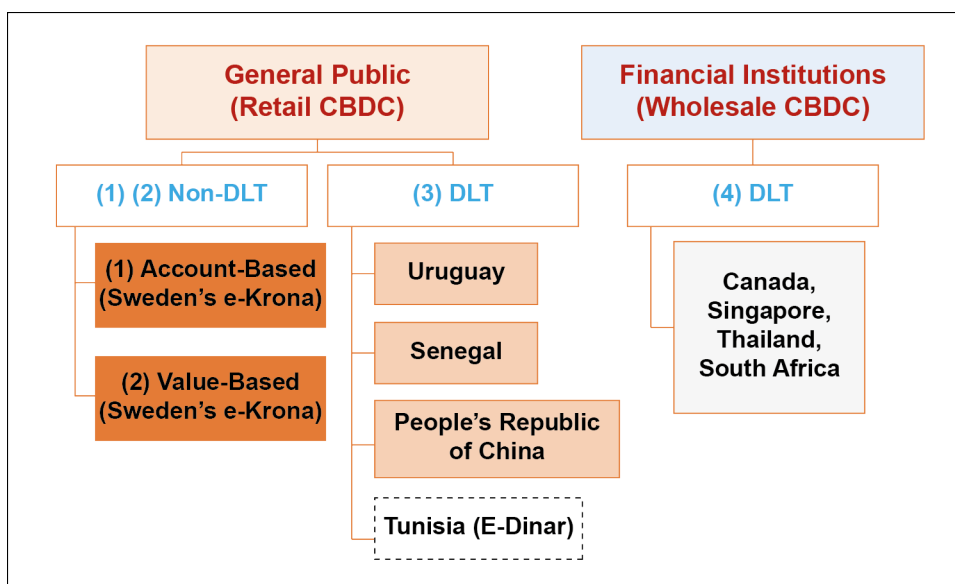 General Public
(Retail CBDC)
Financial Institutions
(Wholesale CBDC)
(1) (2) Non-DLT
(3) DLT
(4) DLT
(1) Account-Based
(Sweden’s e-Krona)
(2) Value-Based
(Sweden’s e-Krona)
Uruguay
Senegal
People’s Republic
of China
Tunisia (E-Dinar)
Canada,
Singapore,
Thailand,
South Africa